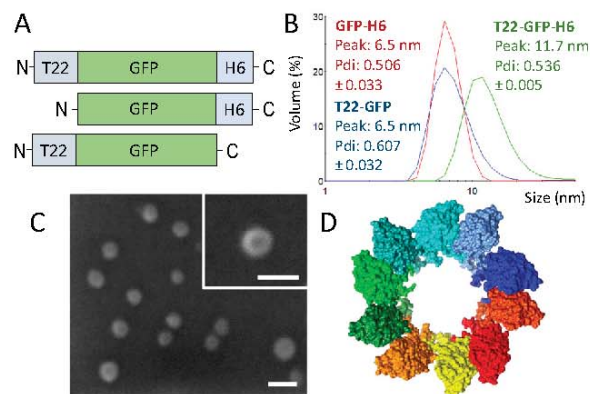 A
N- T22 GFP H6 -C
N- GFP H6 -C
N- T22 GFP -C
B
Volume (%)
30
20
10
0
GFP-H6
Peak: 6.5 nm
Pdi: 0.506
±0.033
T22-GFP
Peak: 6.5 nm
Pdi: 0.607
±0.032
T22-GFP-H6
Peak: 11.7 nm
Pdi: 0.536
±0.005
1
10
Size (nm)
C
D